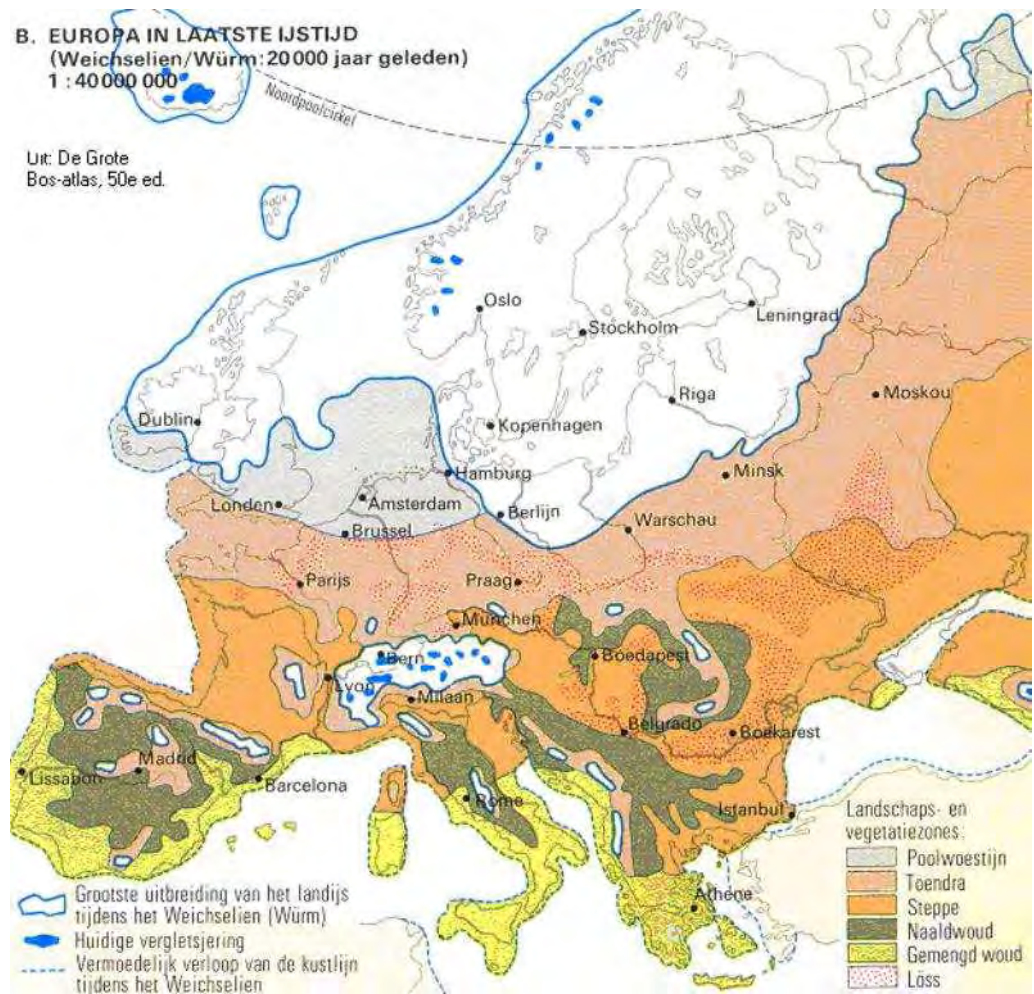 B. EUROPA IN LAATSTE IJSTIJD
(Weichselien/Würm: 20000 jaar geleden)
1 : 40 000 000
Noordpoolcirkel
Uit: De Grote
Bos-atlas, 50e ed.
Oslo
Stockholm
Leningrad
Riga
Moskou
Dublin
Kopenhagen
Hamburg
Minsk
Londen
Amsterdam
Berlijn
Warschau
Brussel
Parijs
Praag
München
Bern
Boedapest
Lyon
Milaan
Belgrado
Boekarest
Madrid
Lissabon
Barcelona
Rome
Istanbul
Athene
Landschaps- en
vegetatiezones:
Poolwoestijn
Toendra
Steppe
Naaldwoud
Gemengd woud
Löss
Grootste uitbreiding van het landijs
tijdens het Weichselien (Würm)
Huidige vergletsjering
Vermoedelijk verloop van de kustlijn
tijdens het Weichselien